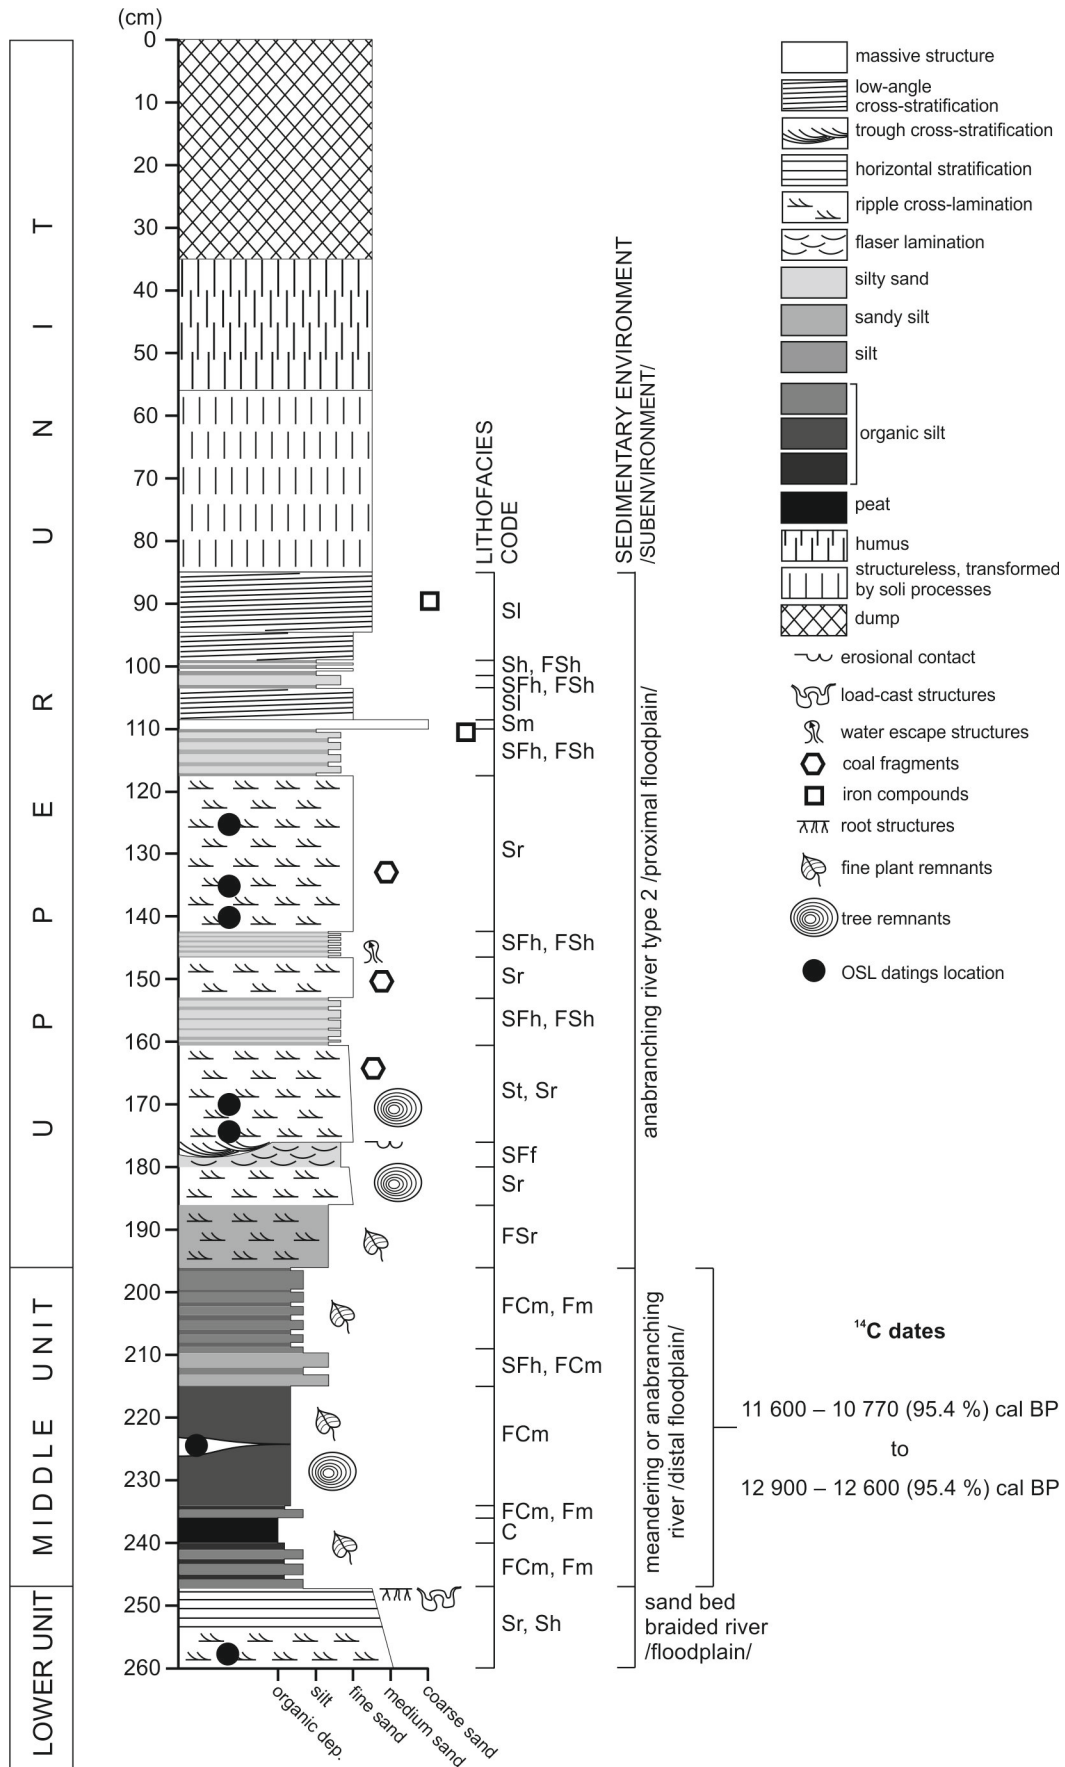 (cm)
0
10
20
30
40
50
60
70
80
90
100
110
120
130
140
150
160
170
180
190
200
210
220
230
240
250
260
UPPER UNIT
MIDDLE UNIT
LOWER UNIT
organic dep.
silt
fine sand
medium sand
coarse sand
LITHOFACIES
CODE
Sl
Sh, FSh
SFh, FSh
Sl
Sm
SFh, FSh
Sr
SFh, FSh
Sr
SFh, FSh
St, Sr
SFf
Sr
FSr
FCm, Fm
SFh, FCm
FCm
FCm, Fm
C
FCm, Fm
Sr, Sh
SEDIMENTARY ENVIRONMENT
/SUBENVIRONMENT/
anabranching river type 2 /proximal floodplain/
meandering or anabranching
river /distal floodplain/
sand bed
braided river
/floodplain/
14C dates
11 600 – 10 770 (95.4 %) cal BP
to
12 900 – 12 600 (95.4 %) cal BP
massive structure
low-angle
cross-stratification
trough cross-stratification
horizontal stratification
ripple cross-lamination
flaser lamination
silty sand
sandy silt
silt
organic silt
peat
humus
structureless, transformed
by soli processes
dump
erosional contact
load-cast structures
water escape structures
coal fragments
iron compounds
root structures
fine plant remnants
tree remnants
OSL datings location